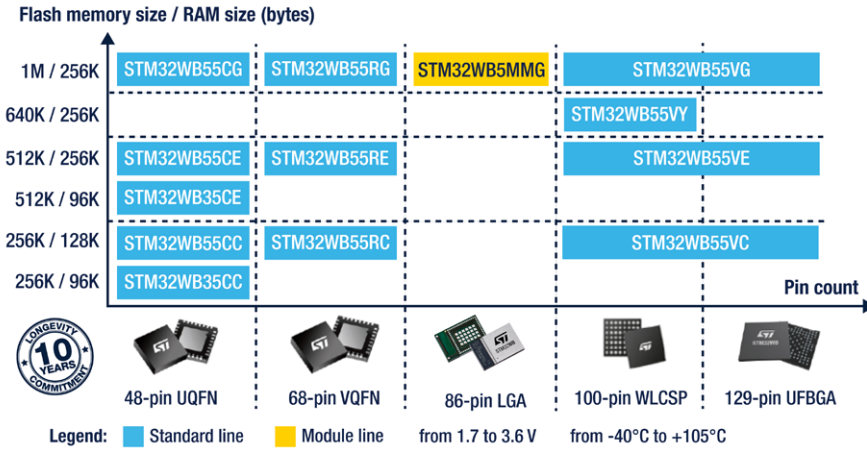 Flash memory size / RAM size (bytes)
1M / 256K STM32WB55CG STM32WB55RG STM32WB5MMG STM32WB55VG
640K / 256K STM32WB55VY
512K / 256K STM32WB55CE STM32WB55RE STM32WB55VE
512K / 96K STM32WB35CE
256K / 128K STM32WB55CC STM32WB55RC STM32WB55VC
256K / 96K STM32WB35CC
Pin count
LONGEVITY
10
YEARS
COMMITMENT
48-pin UQFN 68-pin VQFN 86-pin LGA 100-pin WLCSP 129-pin UFBGA
Legend: Standard line Module line from 1.7 to 3.6 V from -40°C to +105°C